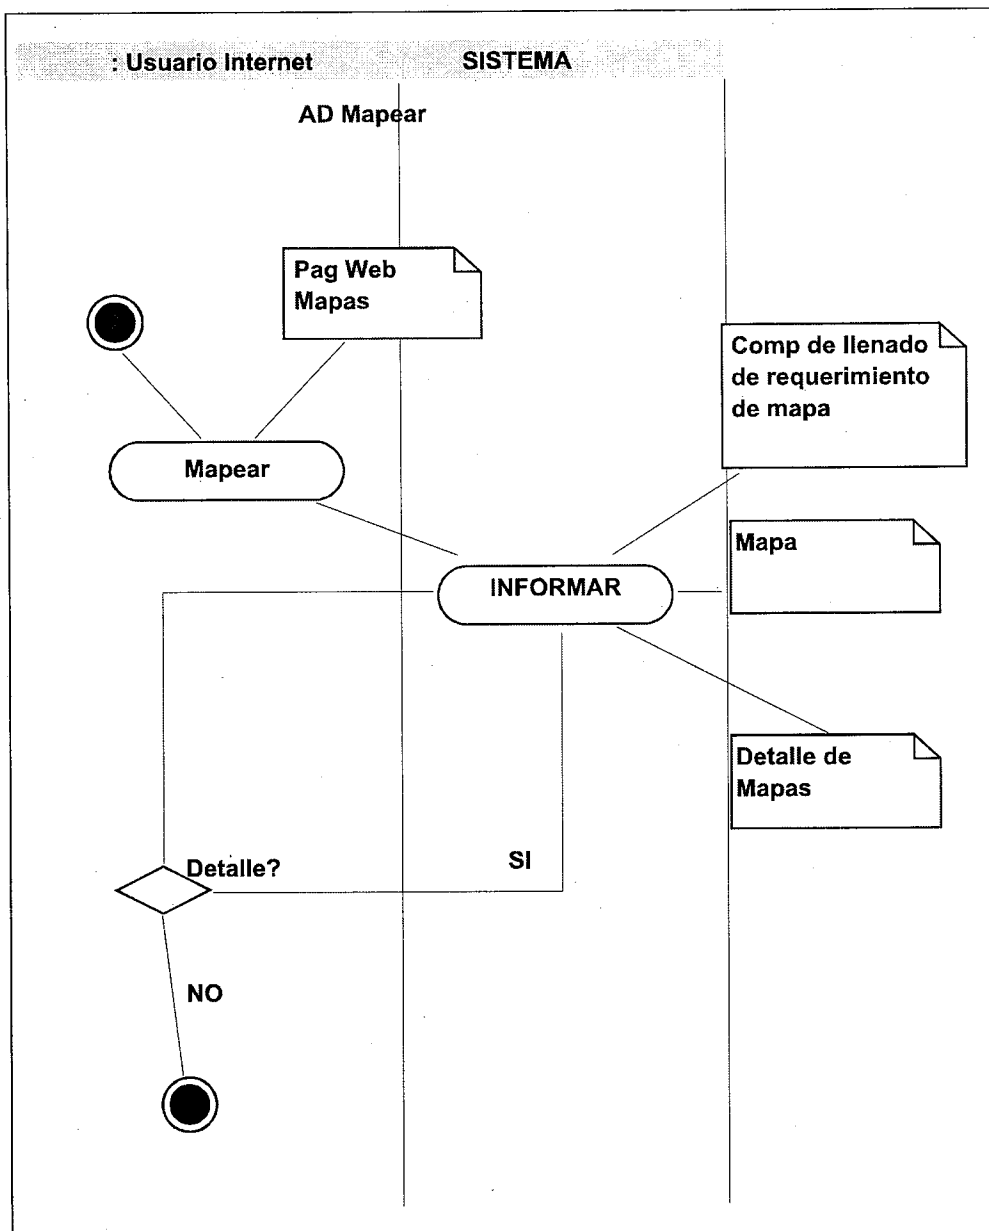 : Usuario Internet
SISTEMA
AD Mapear
Pag Web
Mapas
Comp de llenado
de requerimiento
de mapa
Mapear
Mapa
INFORMAR
Detalle de
Mapas
Detalle?
SI
NO